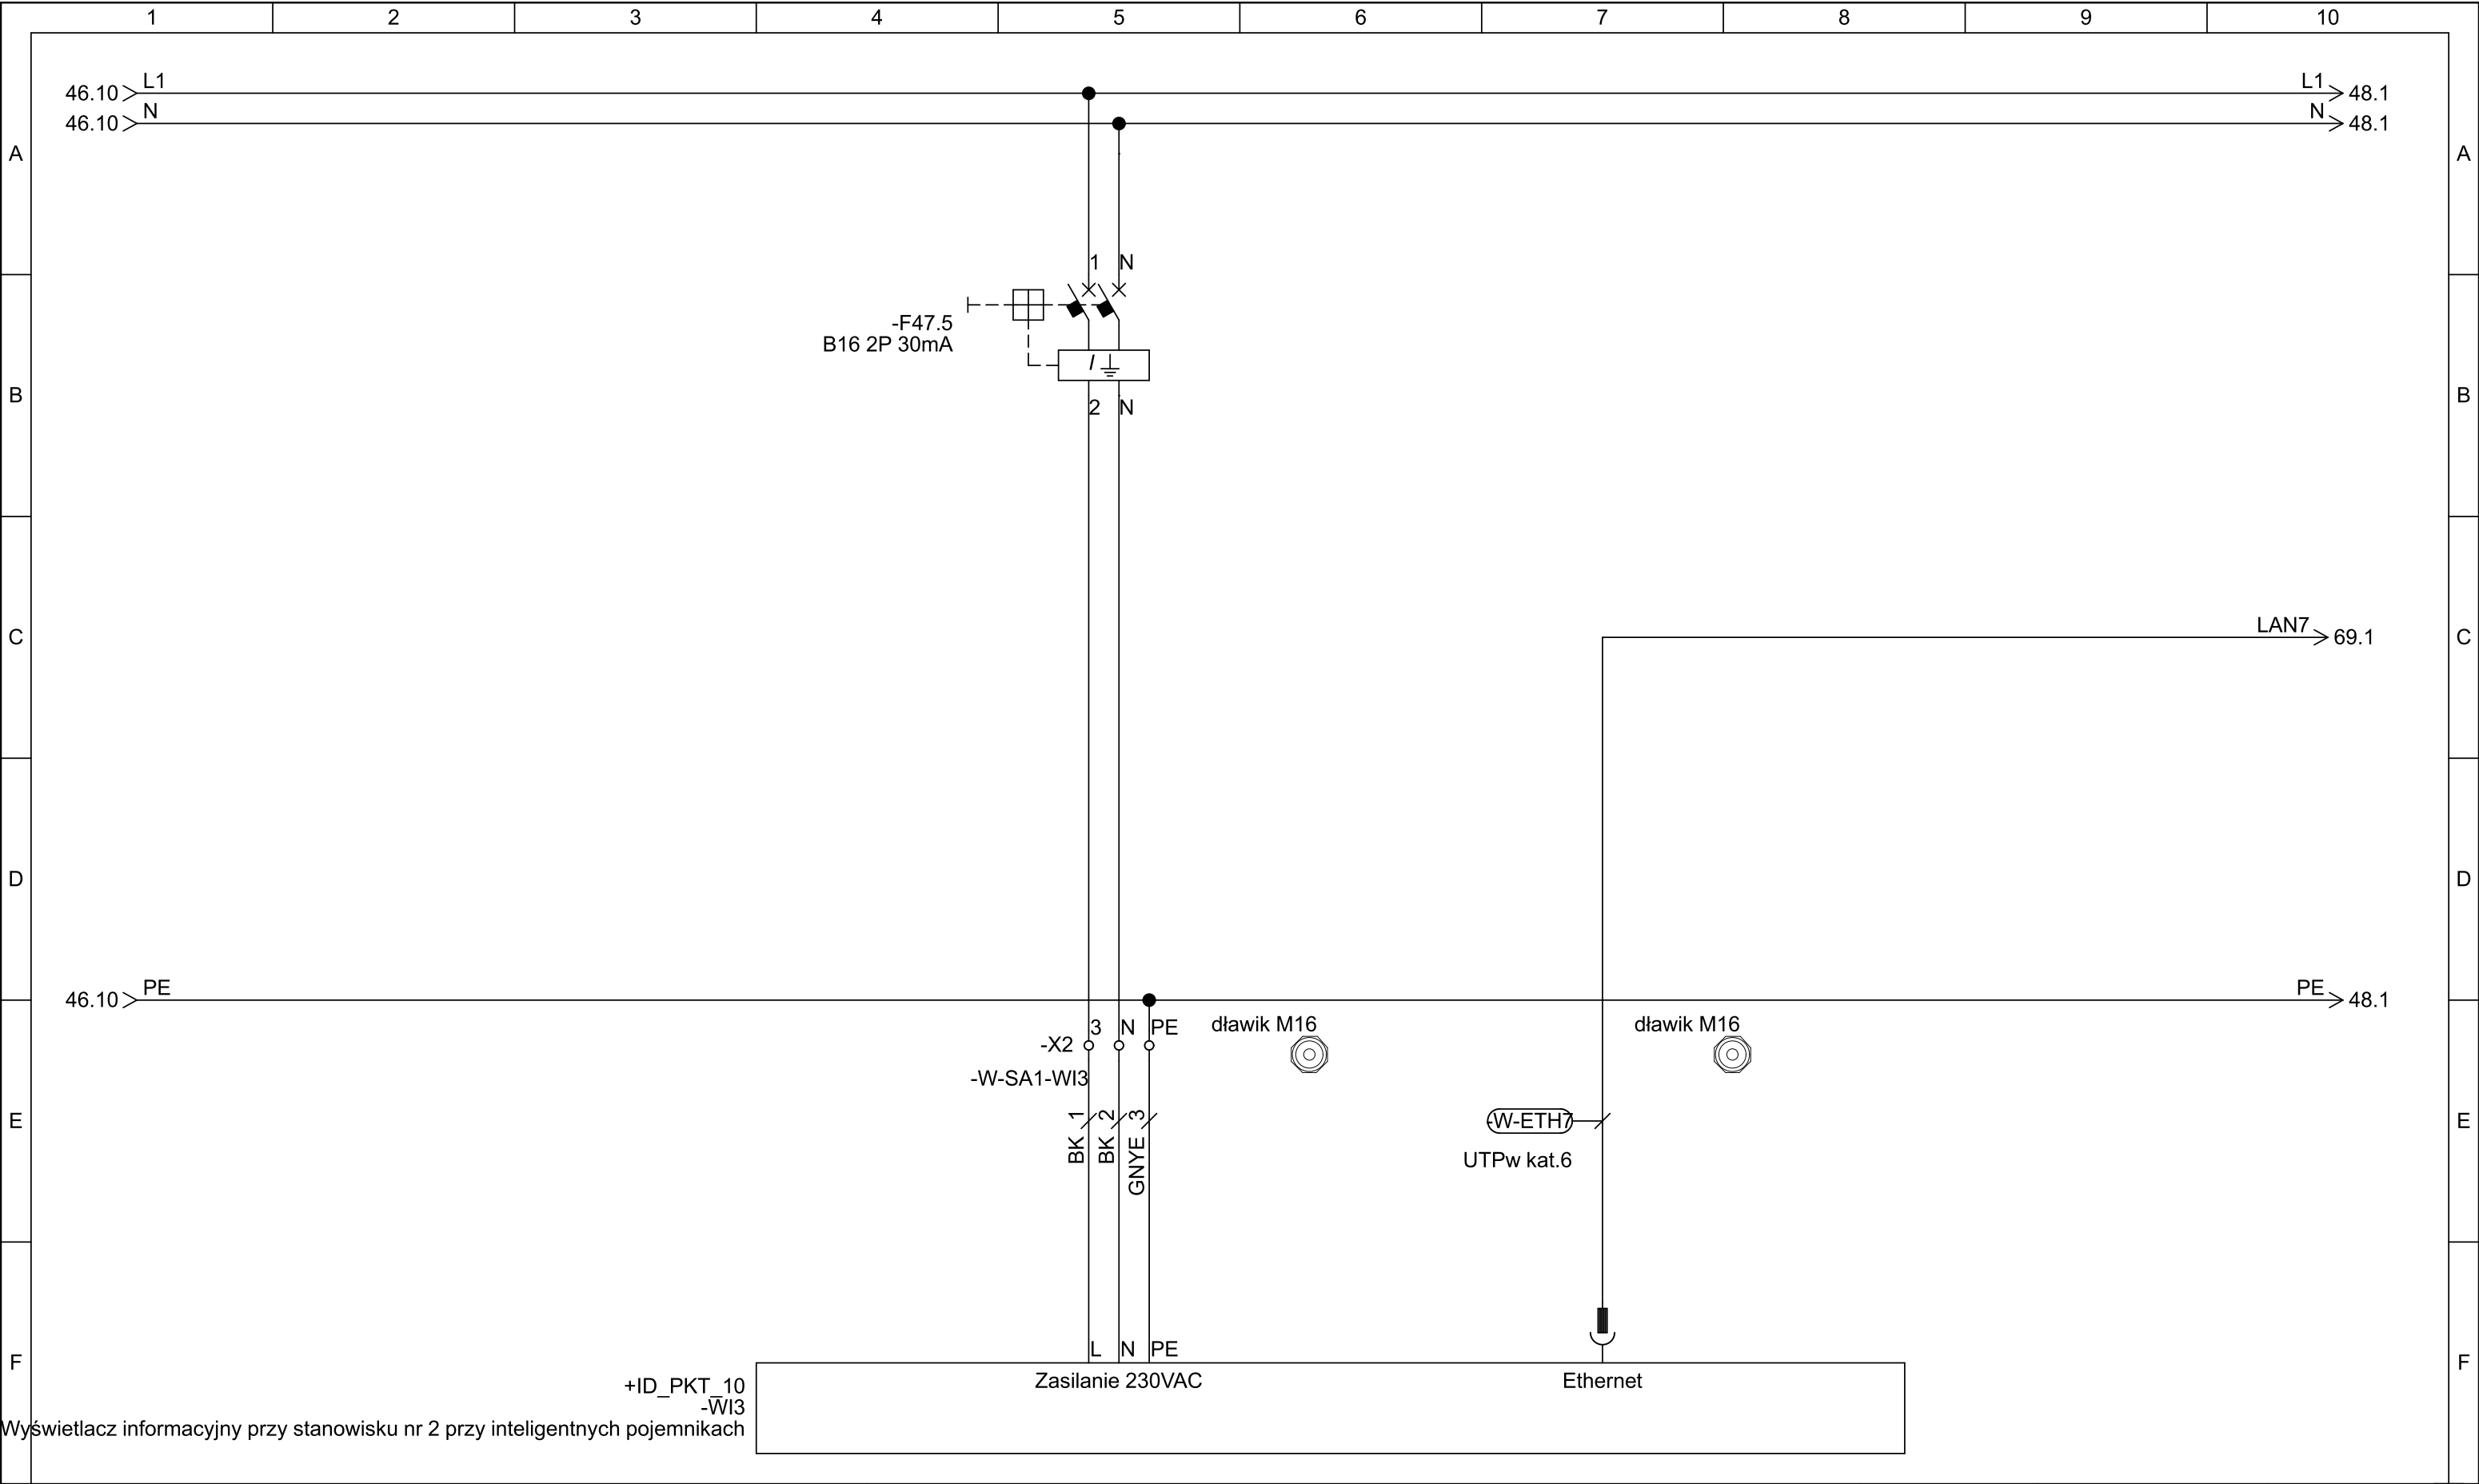 1 2 3 4 5 6 7 8 9 10
46.10 L1 L1 48.1
46.10 N N 48.1
A A
1 N
-F47.5
B16 2P 30mA
I
2 N
B B
LAN7 69.1
C C
D D
46.10 PE PE 48.1
3 N PE
-X2
dławik M16
dławik M16
-W-SA1-WI3
1 2 3
BK BK GNYE
-W-ETH7
UTPw kat.6
E E
L N PE
Zasilanie 230VAC
Ethernet
F F
+ID_PKT_10
-WI3
Wyświetlacz informacyjny przy stanowisku nr 2 przy inteligentnych pojemnikach